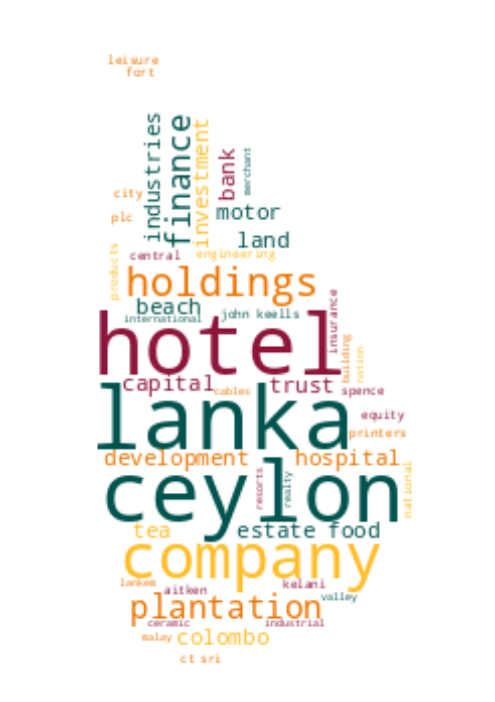 leisure
fort
industries
finance
investment
bank
merchant
city
plc
motor
land
central
engineering
products
holdings
beach
international
john keells
insurance
hotel
building
nation
capital
cables
trust
spence
lanka
equity
printers
development
hospital
national
resorts
realty
ceylon
tea
estate food
company
lankem
aitken
kelani
valley
plantation
ceramic
industrial
malay
colombo
ct sri